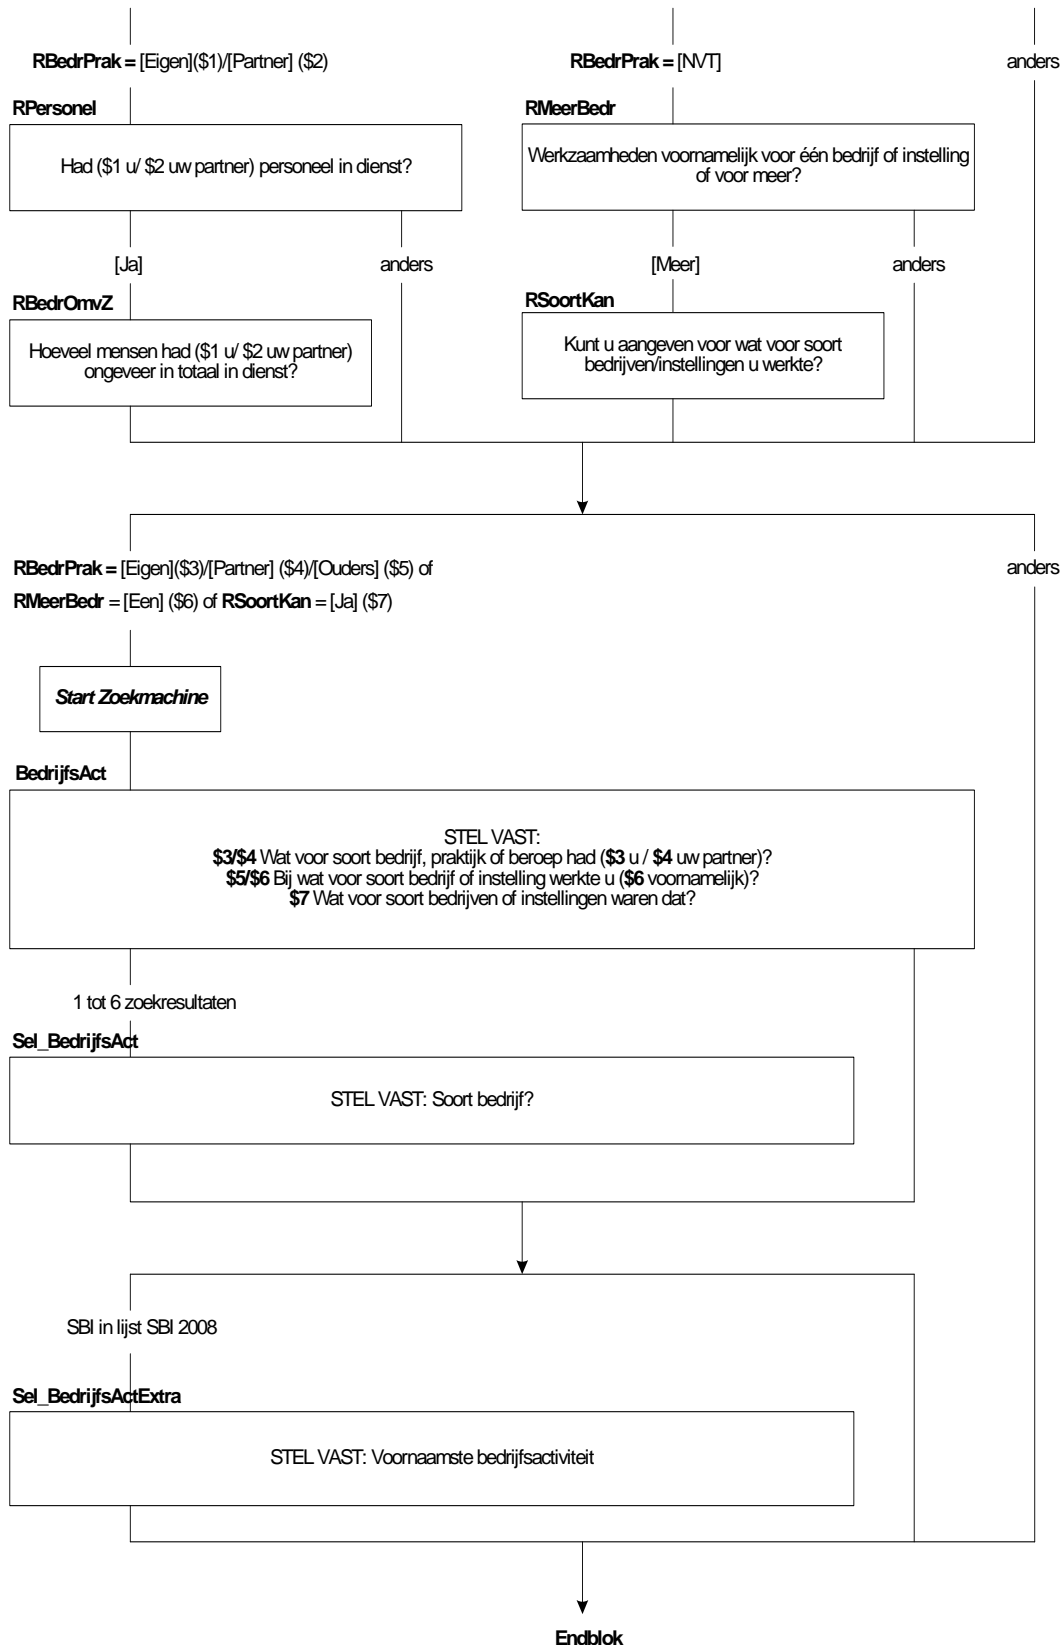 RBedrPrak = [Eigen]($1)/[Partner] ($2)
RBedrPrak = [NVT]
anders
RPersonel
RMeerBedr
Had ($1 u/ $2 uw partner) personeel in dienst?
Werkzaamheden voornamelijk voor één bedrijf of instelling
of voor meer?
[Ja]
anders
[Meer]
anders
RBedrOmvZ
RSoortKan
Hoeveel mensen had ($1 u/ $2 uw partner)
ongeveer in totaal in dienst?
Kunt u aangeven voor wat voor soort
bedrijven/instellingen u werkte?
RBedrPrak = [Eigen]($3)/[Partner] ($4)/[Ouders] ($5) of
anders
RMeerBedr = [Een] ($6) of RSoortKan = [Ja] ($7)
Start Zoekmachine
BedrijfsAct
STEL VAST:
$3/$4 Wat voor soort bedrijf, praktijk of beroep had ($3 u / $4 uw partner)?
$5/$6 Bij wat voor soort bedrijf of instelling werkte u ($6 voornamelijk)?
$7 Wat voor soort bedrijven of instellingen waren dat?
1 tot 6 zoekresultaten
Sel_BedrijfsAct
STEL VAST: Soort bedrijf?
SBI in lijst SBI 2008
Sel_BedrijfsActExtra
STEL VAST: Voornaamste bedrijfsactiviteit
Endblok